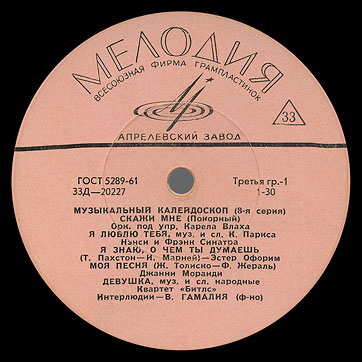 МЕЛОДИЯ
ВСЕСОЮЗНАЯ ФИРМА ГРАМПЛАСТИНОК
33
АПРЕЛЕВСКИЙ ЗАВОД
ГОСТ 5289-61 Третья гр.-1
33Д—20227 1-30
МУЗЫКАЛЬНЫЙ КАЛЕЙДОСКОП (8-я серия)
СКАЖИ МНЕ (Покорный)
Орк. под упр. Карела Влаха
Я ЛЮБЛЮ ТЕБЯ, муз. и сл. К. Паркса
Нэнси и Фрэнк Синатра
Я ЗНАЮ, О ЧЕМ ТЫ ДУМАЕШЬ
(Т. Пахстон—И. Марней)—Эстер Офорим
МОЯ ПЕСНЯ (Ж. Толиско—Ф. Жераль)
Джанни Моранди
ДЕВУШКА, муз. и сл. народные
Квартет «Битлс»
Интерлюдии—В. ГАМАЛИЯ (ф-но)